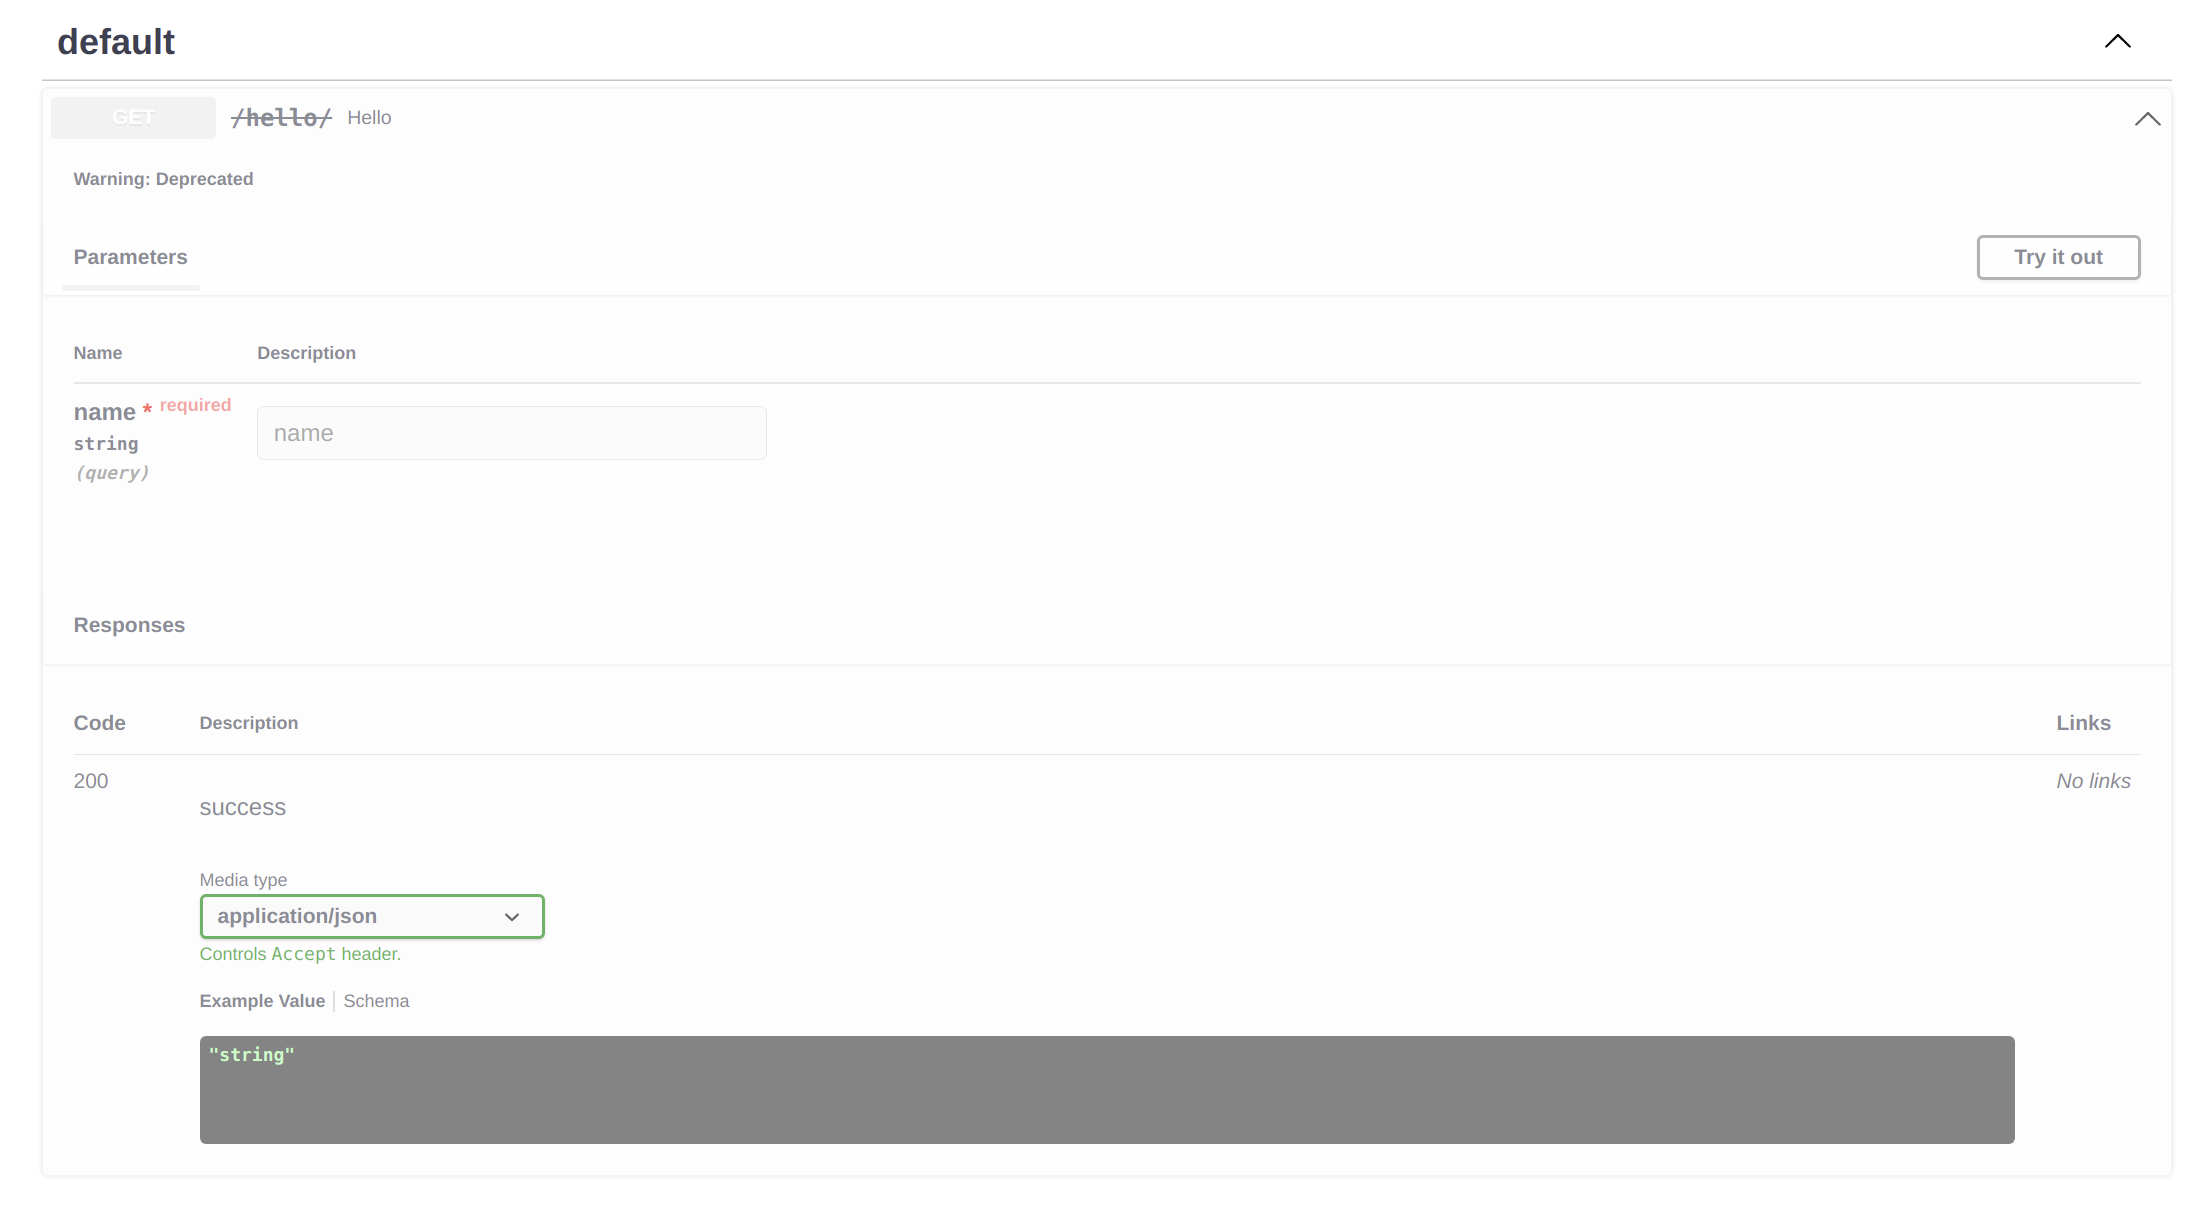 default
GET /hello/ Hello
Warning: Deprecated
Parameters
Try it out
Name Description
name * required
string
(query)
name
Responses
Code Description Links
200
success
No links
Media type
application/json
Controls Accept header.
Example Value Schema
"string"